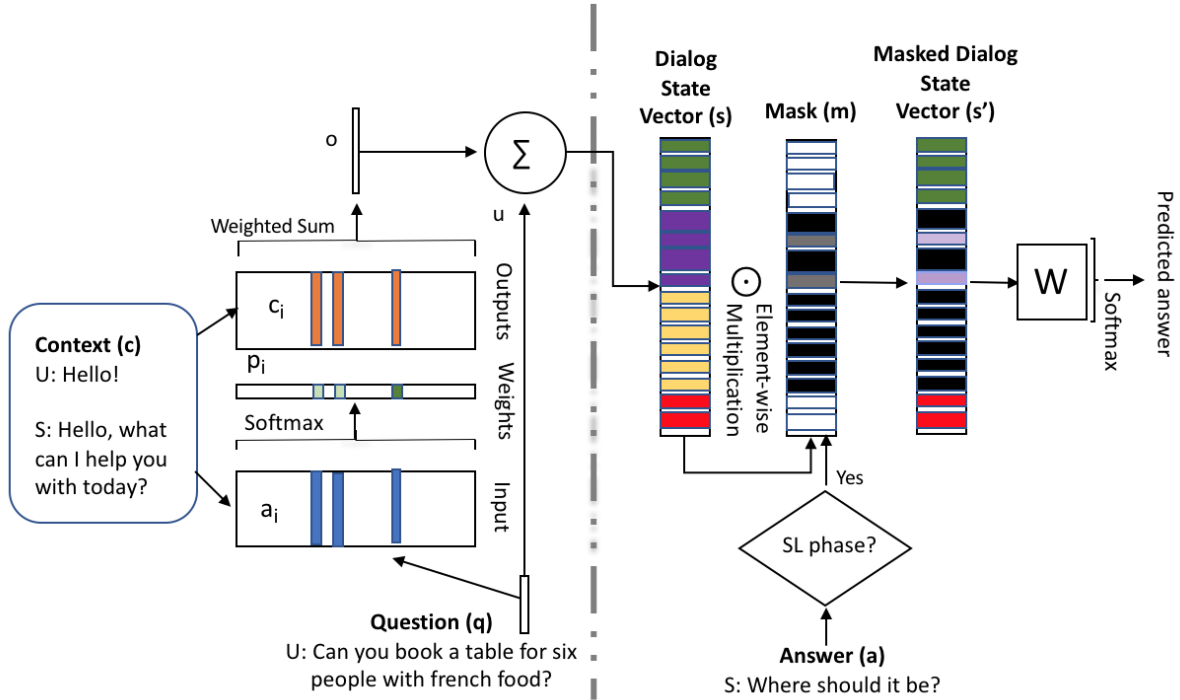 o
∑
u
Weighted Sum
c_i
Outputs
p_i
Weights
Softmax
a_i
Input
Context (c)
U: Hello!
S: Hello, what
can I help you
with today?
Question (q)
U: Can you book a table for six
people with french food?
Dialog
State
Vector (s)
Mask (m)
Masked Dialog
State
Vector (s’)
Element-wise
Multiplication
W
Softmax
Predicted answer
Yes
SL phase?
Answer (a)
S: Where should it be?